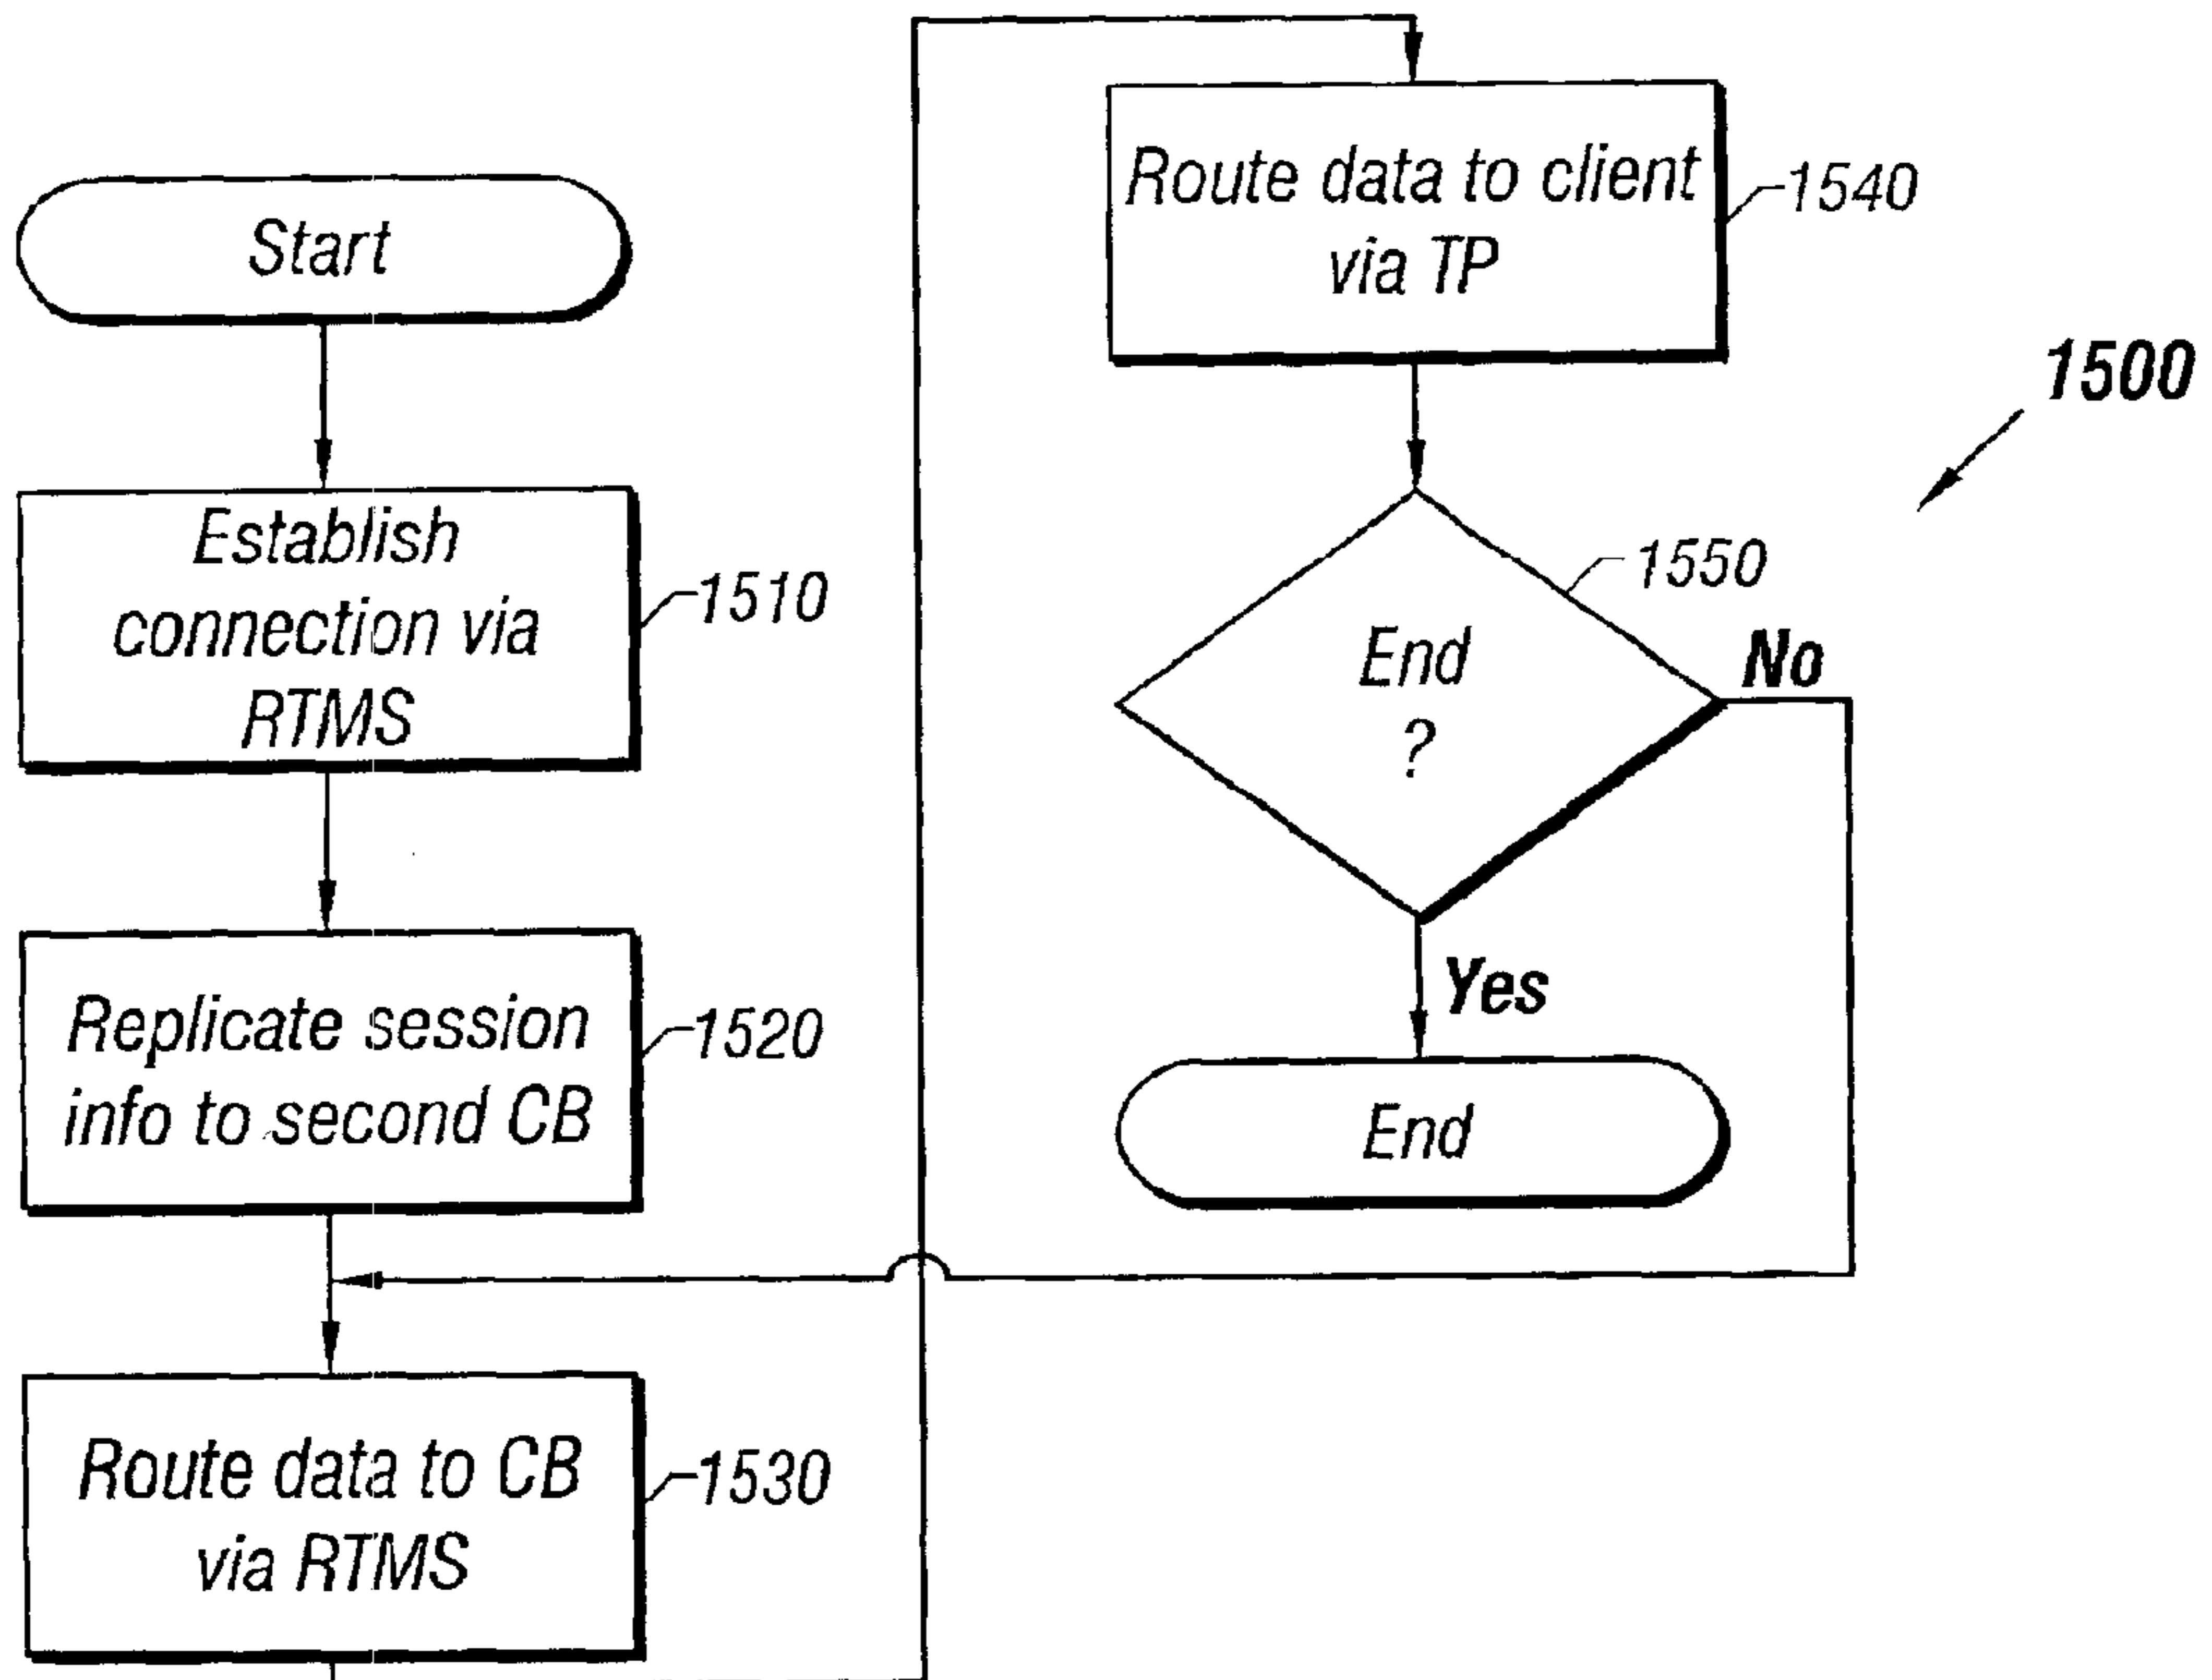 Start
Establish
connection via
RTMS
1510
Replicate session
info to second CB
1520
Route data to CB
via RTMS
1530
Route data to client
via TP
1540
1500
End
?
1550
No
Yes
End